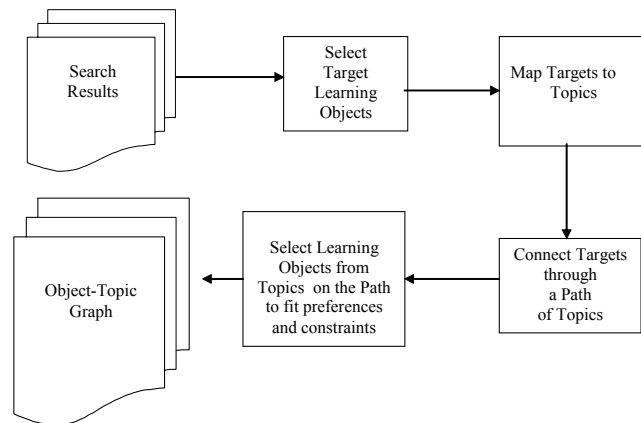 Search
Results
Select
Target
Learning
Objects
Map Targets to
Topics
Connect Targets
through
a Path
of Topics
Select Learning
Objects from
Topics on the Path
to fit preferences
and constraints
Object-Topic
Graph